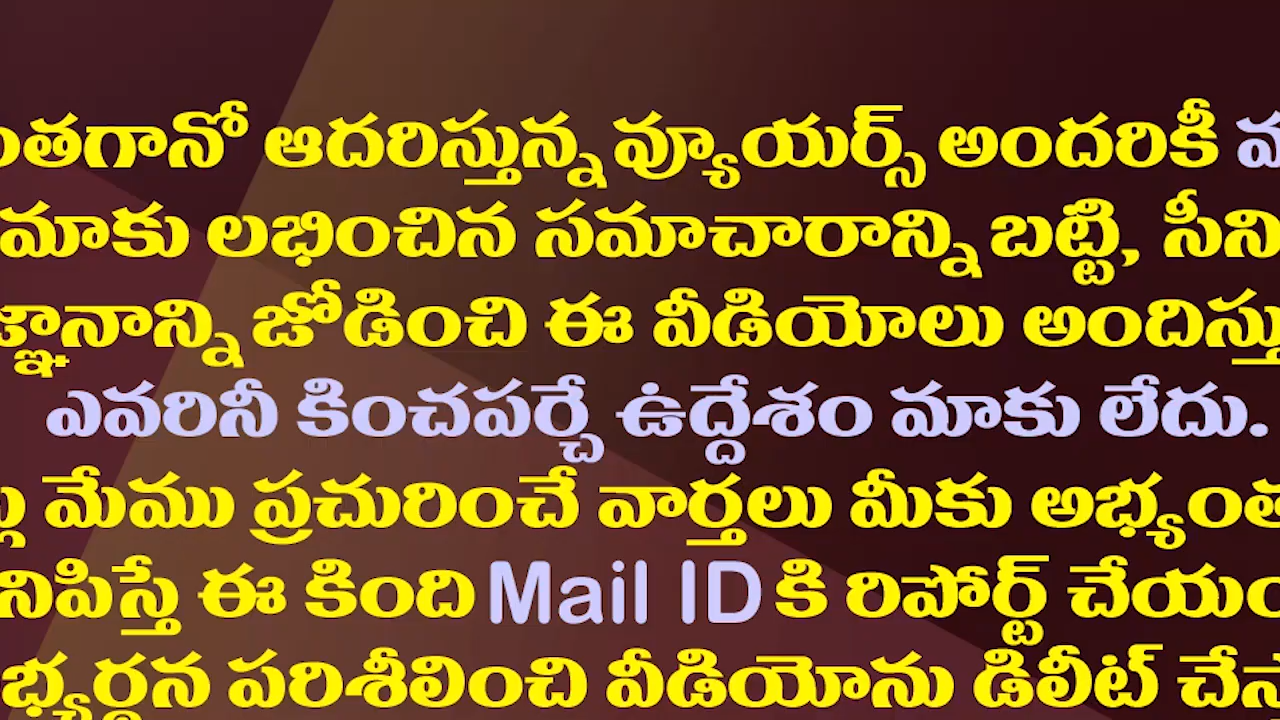 ంతగానో ఆదరిస్తున్న వ్యూయర్స్ అందరికీ
మాకు లభించిన సమాచారాన్ని బట్టి, సీని
జ్ఞానాన్ని జోడించి ఈ వీడియోలు అందిస్తు
ఎవరినీ కించపర్చే ఉద్దేశం మాకు లేదు.
మేము ప్రచురించే వార్తలు మీకు అభ్యంత
నిపిస్తే ఈ కింది Mail ID కి రిపోర్ట్ చేయం
భ్యర్థన పరిశీలించి వీడియోను డిలీట్ చేస